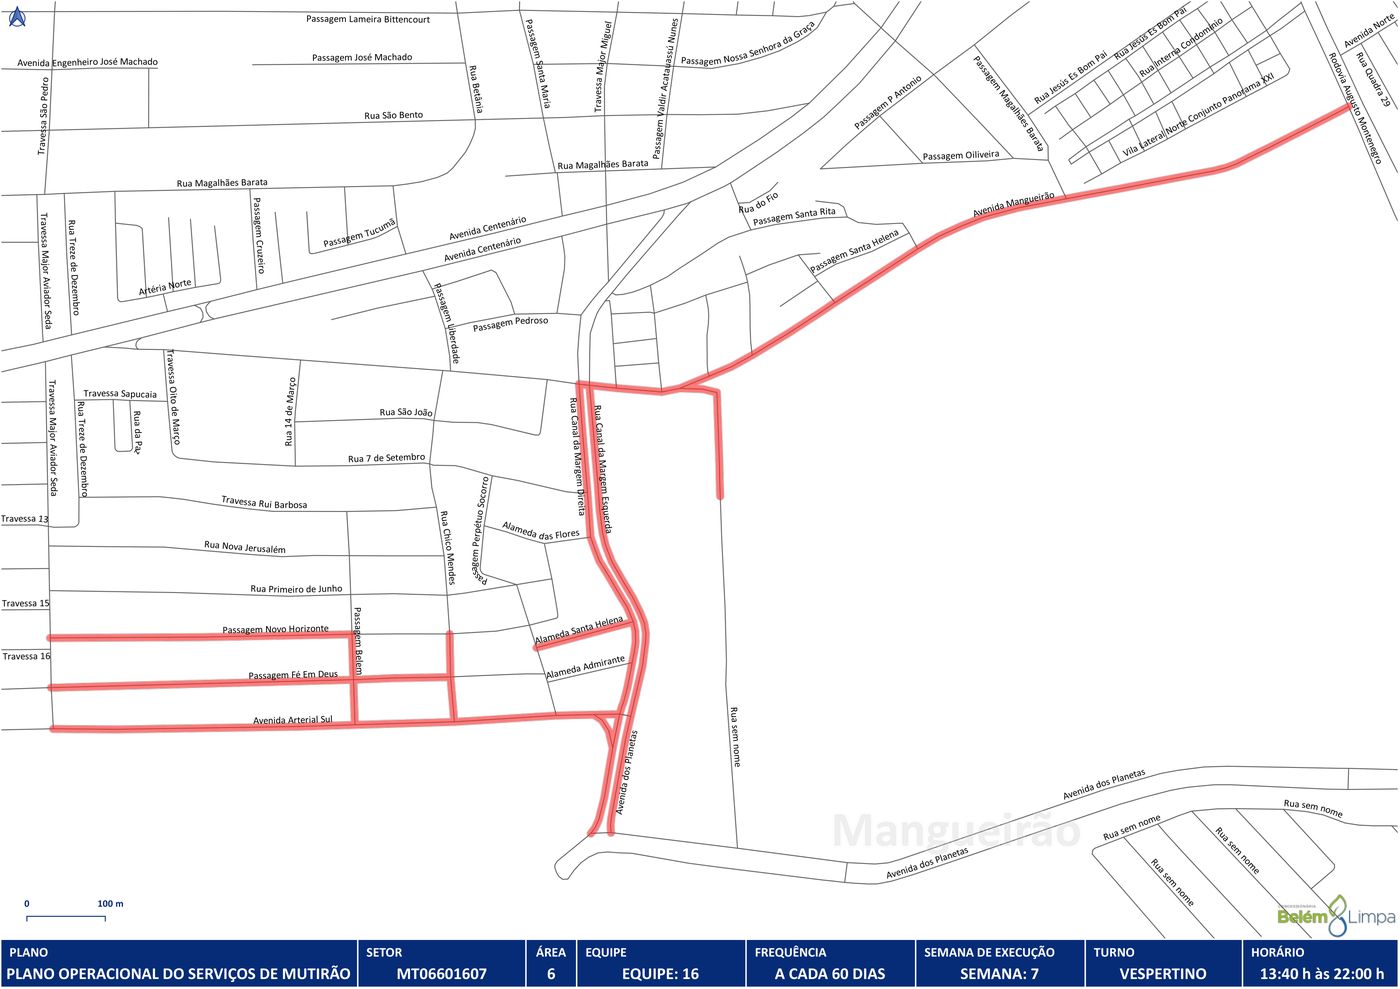 Passagem Lameira Bittencourt
Avenida Engenheiro José Machado
Passagem José Machado
Travessa São Pedro
Rua Betânia
Passagem Santa Maria
Travessa Major Miguel
Passagem Valdir Acatauassú Nunes
Passagem Nossa Senhora da Graça
Rua São Bento
Passagem P Antonio
Passagem Magalhães Barata
Rua Jesus Es Bom Pai
Rua Jesus Es Bom Pai
Rua Interna Condominio
Vila Lateral Norte Conjunto Panorama XXI
Avenida Norte
Rua Quadra 29
Rodovia Augusto Montenegro
Rua Magalhães Barata
Rua Magalhães Barata
Passagem Oiliveira
Travessa Major Aviador Seda
Rua Treze de Dezembro
Passagem Cruzeiro
Passagem Tucumã
Avenida Centenário
Avenida Centenário
Rua do Fio
Passagem Santa Rita
Passagem Santa Helena
Avenida Mangueirão
Artéria Norte
Passagem Liberdade
Passagem Pedroso
Travessa Major Aviador Seda
Rua Treze de Dezembro
Travessa Sapucaia
Rua da Paz
Travessa Oito de Março
Rua 14 de Março
Rua São João
Rua 7 de Setembro
Rua Canal da Margem Direita
Rua Canal da Margem Esquerda
Travessa 13
Travessa Rui Barbosa
Rua Chico Mendes
Passagem Perpétuo Socorro
Alameda das Flores
Rua Nova Jerusalém
Rua Primeiro de Junho
Travessa 15
Passagem Novo Horizonte
Passagem Belém
Alameda Santa Helena
Travessa 16
Passagem Fé Em Deus
Alameda Admirante
Avenida Arterial Sul
Avenida dos Planetas
Rua sem nome
Avenida dos Planetas
Avenida dos Planetas
Mangueirão
Rua sem nome
Rua sem nome
Rua sem nome
Rua sem nome
0 100 m
CONCESSIONÁRIA
Belém Limpa
PLANO
PLANO OPERACIONAL DO SERVIÇOS DE MUTIRÃO
SETOR
MT06601607
ÁREA
6
EQUIPE
EQUIPE: 16
FREQUÊNCIA
A CADA 60 DIAS
SEMANA DE EXECUÇÃO
SEMANA: 7
TURNO
VESPERTINO
HORÁRIO
13:40 h às 22:00 h